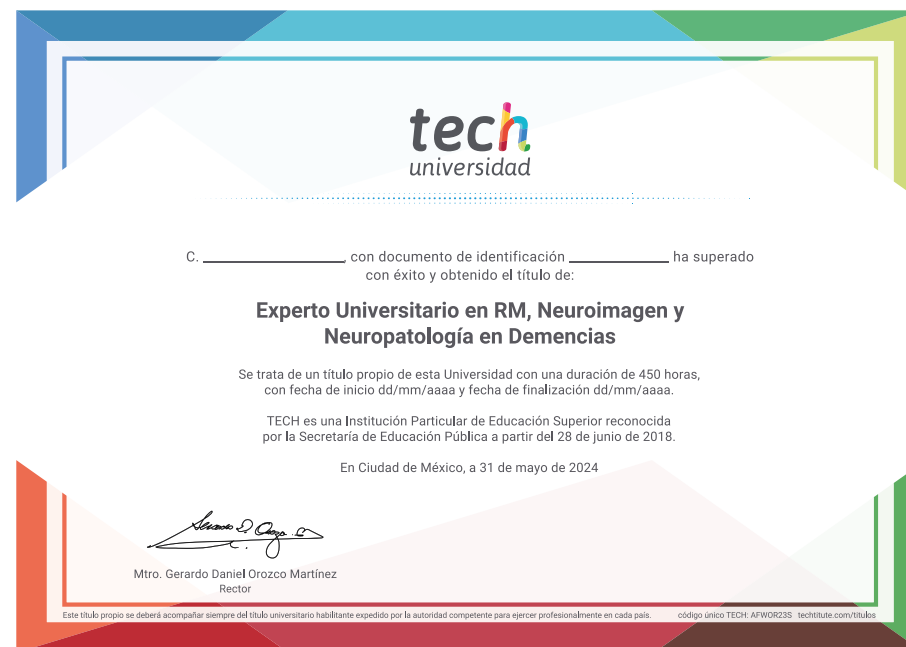 tech
universidad
C. ____________________, con documento de identificación ______________ ha superado
con éxito y obtenido el título de:
Experto Universitario en RM, Neuroimagen y
Neuropatología en Demencias
Se trata de un título propio de esta Universidad con una duración de 450 horas,
con fecha de inicio dd/mm/aaaa y fecha de finalización dd/mm/aaaa.
TECH es una Institución Particular de Educación Superior reconocida
por la Secretaría de Educación Pública a partir del 28 de junio de 2018.
En Ciudad de México, a 31 de mayo de 2024
Mtro. Gerardo Daniel Orozco Martínez
Rector
Este título propio se deberá acompañar siempre del título universitario habilitante expedido por la autoridad competente para ejercer profesionalmente en cada país. código único TECH: AFWOR23S techtitute.com/titulos